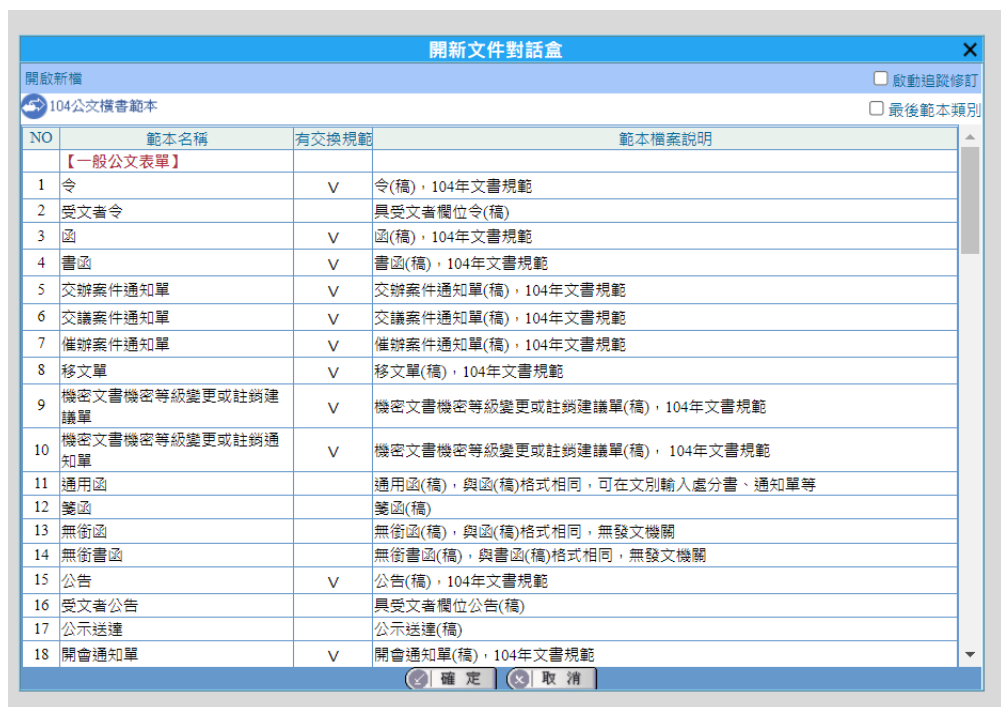 開新文件對話盒
開啟新檔
啟動追蹤修訂
104公文橫書範本
最後範本類別
NO 範本名稱 有交換規範 範本檔案說明
【一般公文表單】
1 令 V 令(稿)，104年文書規範
2 受文者令 具受文者欄位令(稿)
3 函 V 函(稿)，104年文書規範
4 書函 V 書函(稿)，104年文書規範
5 交辦案件通知單 V 交辦案件通知單(稿)，104年文書規範
6 交議案件通知單 V 交議案件通知單(稿)，104年文書規範
7 催辦案件通知單 V 催辦案件通知單(稿)，104年文書規範
8 移文單 V 移文單(稿)，104年文書規範
9 機密文書機密等級變更或註銷建
議單 V 機密文書機密等級變更或註銷建議單(稿)，104年文書規範
10 機密文書機密等級變更或註銷通
知單 V 機密文書機密等級變更或註銷建議單(稿)， 104年文書規範
11 通用函 通用函(稿)，與函(稿)格式相同，可在文別輸入處分書、通知單等
12 箋函 箋函(稿)
13 無銜函 無銜函(稿)，與函(稿)格式相同，無發文機關
14 無銜書函 無銜書函(稿)，與書函(稿)格式相同，無發文機關
15 公告 V 公告(稿)，104年文書規範
16 受文者公告 具受文者欄位公告(稿)
17 公示送達 公示送達(稿)
18 開會通知單 V 開會通知單(稿)，104年文書規範
確定 取消